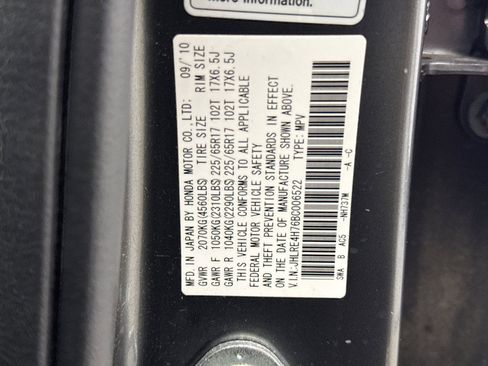 more information.
MFD.IN JAPAN BY HONDA MOTOR CO.,LTD: 09/'10
GVWR 2070KG(4560LBS) TIRE SIZE RIM SIZE
GAWR F 1050KG(2310LBS) 225/65R17 102T 17X6.5J
GAWR R 1040KG(2290LBS) 225/65R17 102T 17X6.5J
THIS VEHICLE CONFORMS TO ALL APPLICABLE
FEDERAL MOTOR VEHICLE SAFETY
AND THEFT PREVENTION STANDARDS IN EFFECT
ON THE DATE OF MANUFACTURE SHOWN ABOVE.
V.I.N:JHLRE4H76BC006522 TYPE: MPV
SWA B AC5 -NH737M -A -C